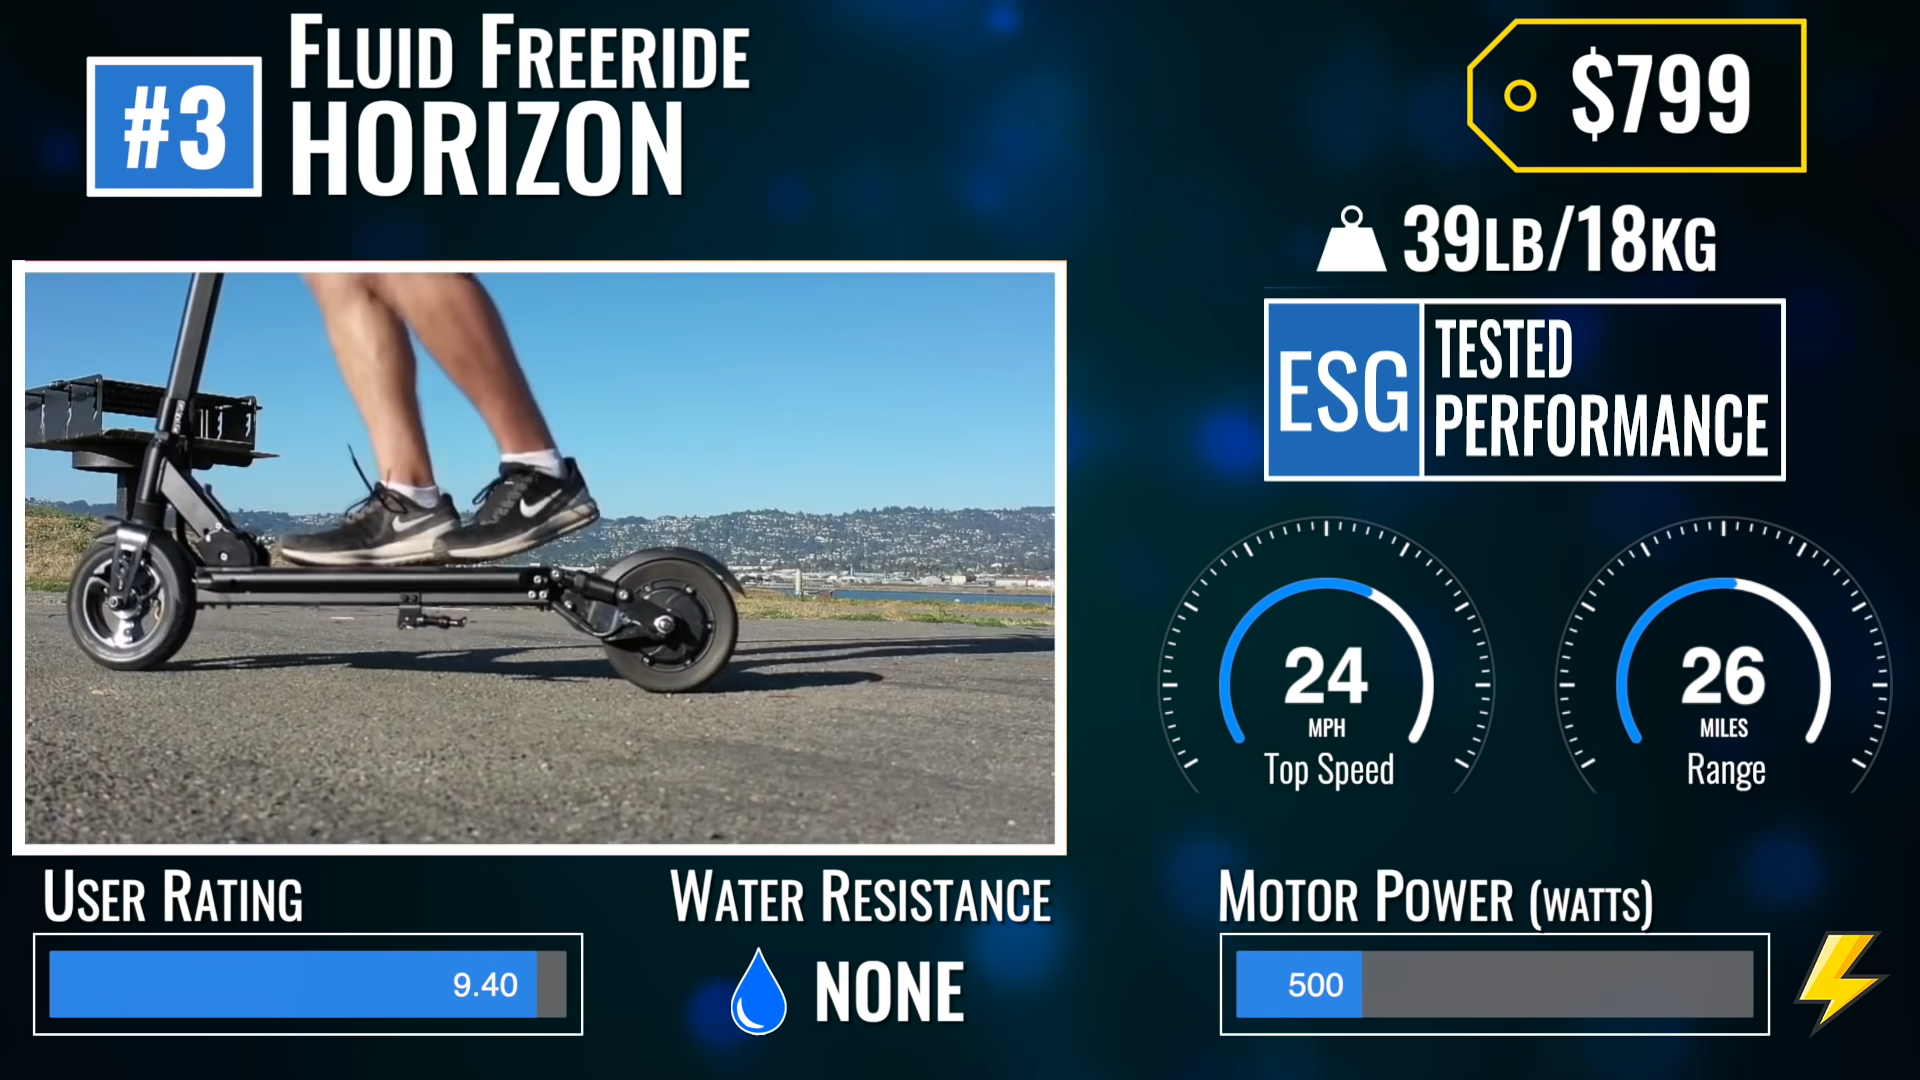 #3
FLUID FREERIDE
HORIZON
$799
39LB/18KG
ESG
TESTED
PERFORMANCE
24
MPH
Top Speed
26
MILES
Range
USER RATING
9.40
WATER RESISTANCE
NONE
MOTOR POWER (WATTS)
500